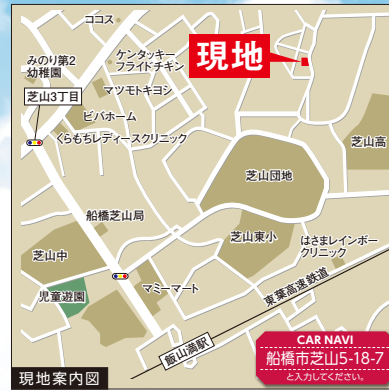 ココス
みのり第2
幼稚園
ケンタッキー
フライドチキン
現地
芝山3丁目
マツモトキヨシ
ビバホーム
くらもちレディースクリニック
芝山高
芝山団地
船橋芝山局
芝山東小
はさまレインボー
クリニック
芝山中
児童遊園
マミーマート
東葉高速鉄道
飯山満駅
CAR NAVI
船橋市芝山5-18-7
と入力してください。
現地案内図